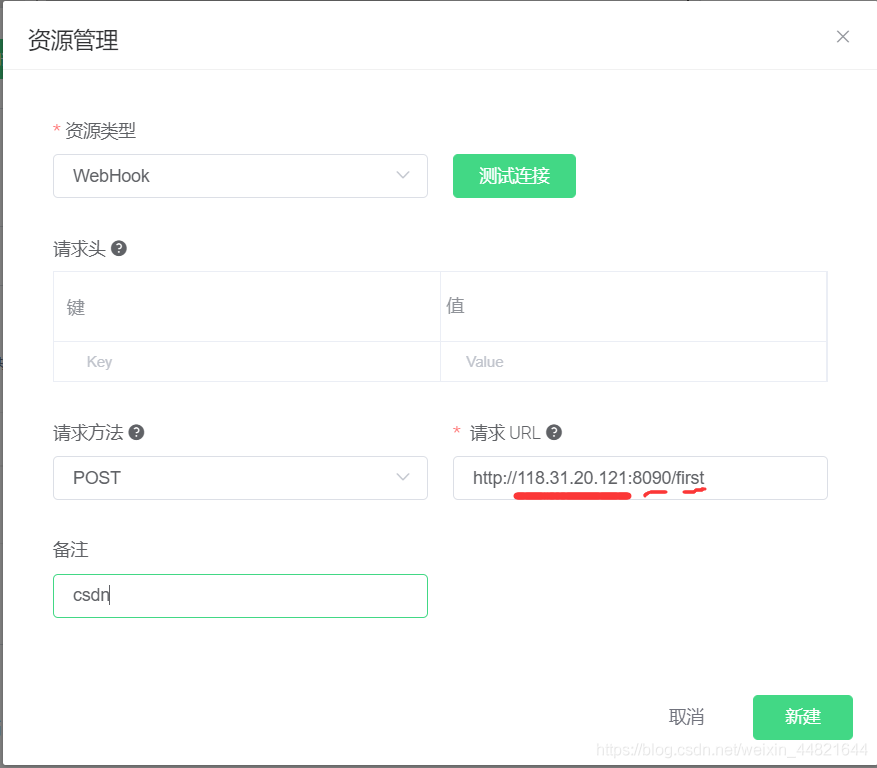 资源管理
* 资源类型
WebHook
测试连接
请求头
键 值
Key Value
请求方法 * 请求 URL
POST http://118.31.20.121:8090/first
备注
csdn
取消 新建
https://blog.csdn.net/weixin_44821644